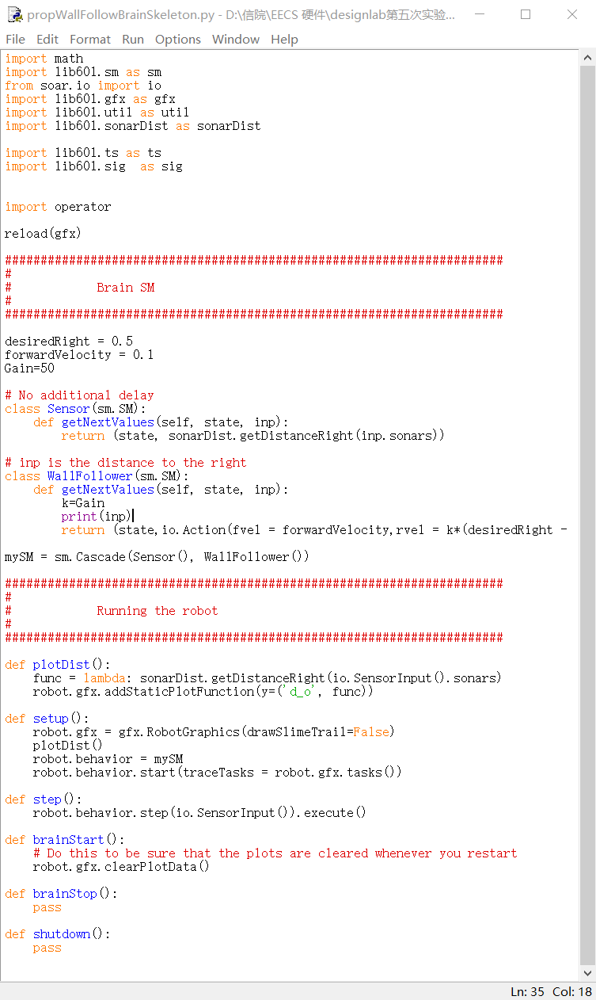 propWallFollowBrainSkeleton.py - D:\信院\EECS 硬件\designlab第五次实验...
File Edit Format Run Options Window Help
import math
import lib601.sm as sm
from soar.io import io
import lib601.gfx as gfx
import lib601.util as util
import lib601.sonarDist as sonarDist

import lib601.ts as ts
import lib601.sig  as sig


import operator

reload(gfx)

######################################################################
#
#            Brain SM
#
######################################################################

desiredRight = 0.5
forwardVelocity = 0.1
Gain=50

# No additional delay
class Sensor(sm.SM):
    def getNextValues(self, state, inp):
        return (state, sonarDist.getDistanceRight(inp.sonars))

# inp is the distance to the right
class WallFollower(sm.SM):
    def getNextValues(self, state, inp):
        k=Gain
        print(inp)
        return (state,io.Action(fvel = forwardVelocity,rvel = k*(desiredRight -

mySM = sm.Cascade(Sensor(), WallFollower())

######################################################################
#
#            Running the robot
#
######################################################################

def plotDist():
    func = lambda: sonarDist.getDistanceRight(io.SensorInput().sonars)
    robot.gfx.addStaticPlotFunction(y=('d_o', func))

def setup():
    robot.gfx = gfx.RobotGraphics(drawSlimeTrail=False)
    plotDist()
    robot.behavior = mySM
    robot.behavior.start(traceTasks = robot.gfx.tasks())

def step():
    robot.behavior.step(io.SensorInput()).execute()

def brainStart():
    # Do this to be sure that the plots are cleared whenever you restart
    robot.gfx.clearPlotData()

def brainStop():
    pass

def shutdown():
    pass
Ln: 35 Col: 18